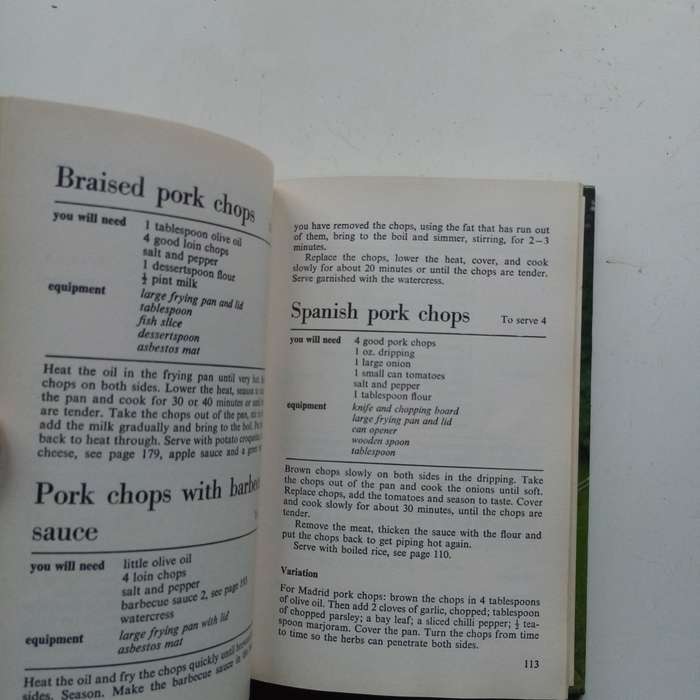 Braised pork chops
you will need
1 tablespoon olive oil
4 good loin chops
salt and pepper
1 dessertspoon flour
½ pint milk
equipment
large frying pan and lid
tablespoon
fish slice
dessertspoon
asbestos mat
Heat the oil in the frying pan until very
chops on both sides. Lower the heat, season
the pan and cook for 30 or 40 minutes or
are tender. Take the chops out of the pan,
add the milk gradually and bring to the boil.
back to heat through. Serve with potato
cheese, see page 179, apple sauce and a
Pork chops with
sauce
you will need
little olive oil
4 loin chops
salt and pepper
barbecue sauce 2, see page
watercress
equipment
large frying pan with lid
asbestos mat
Heat the oil and fry the chops quickly until
sides. Season. Make the barbecue sauce in
you have removed the chops, using the fat that has run out
of them, bring to the boil and simmer, stirring, for 2–3
minutes.
Replace the chops, lower the heat, cover, and cook
slowly for about 20 minutes or until the chops are tender.
Serve garnished with the watercress.
Spanish pork chops To serve 4
you will need
4 good pork chops
1 oz. dripping
1 large onion
1 small can tomatoes
salt and pepper
1 tablespoon flour
equipment
knife and chopping board
large frying pan and lid
can opener
wooden spoon
tablespoon
Brown chops slowly on both sides in the dripping. Take
the chops out of the pan and cook the onions until soft.
Replace chops, add the tomatoes and season to taste. Cover
and cook slowly for about 30 minutes, until the chops are
tender.
Remove the meat, thicken the sauce with the flour and
put the chops back to get piping hot again.
Serve with boiled rice, see page 110.
Variation
For Madrid pork chops: brown the chops in 4 tablespoons
of olive oil. Then add 2 cloves of garlic, chopped; tablespoon
of chopped parsley; a bay leaf; a sliced chilli pepper; ½ tea-
spoon marjoram. Cover the pan. Turn the chops from time
to time so the herbs can penetrate both sides.
113